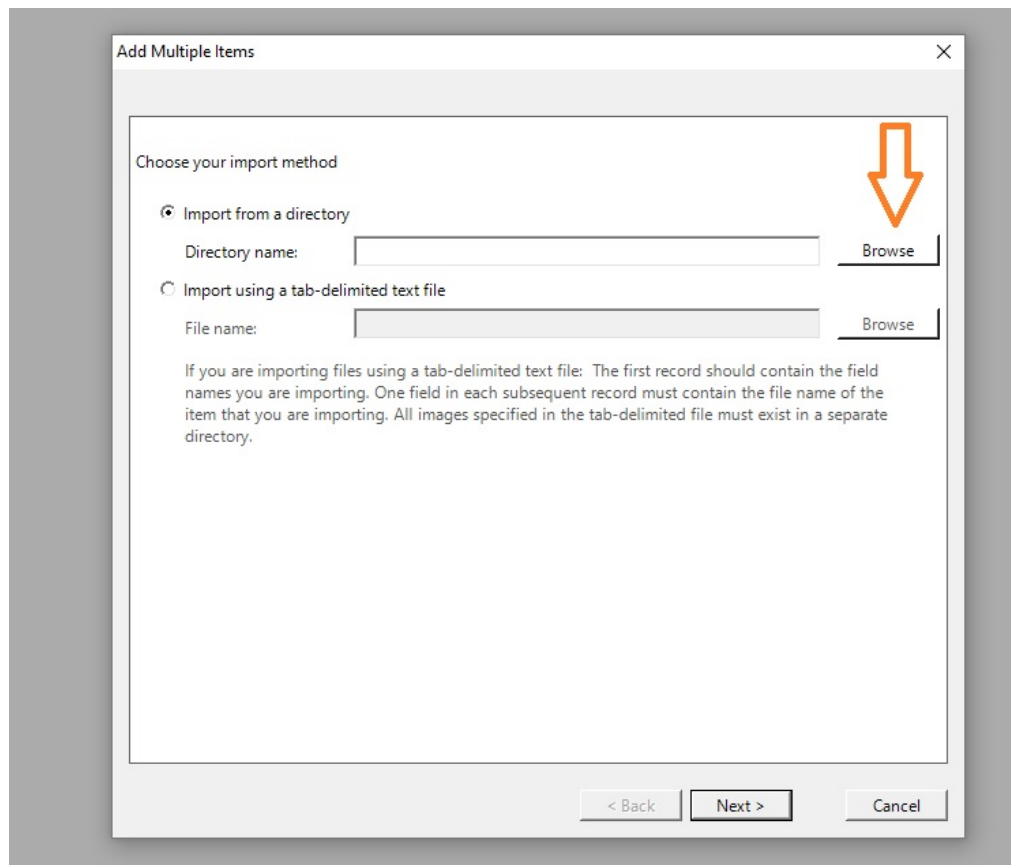 Add Multiple Items
Choose your import method
Import from a directory
Directory name:
Browse
Import using a tab-delimited text file
File name:
Browse
If you are importing files using a tab-delimited text file:  The first record should contain the field
names you are importing. One field in each subsequent record must contain the file name of the
item that you are importing. All images specified in the tab-delimited file must exist in a separate
directory.
< Back
Next >
Cancel